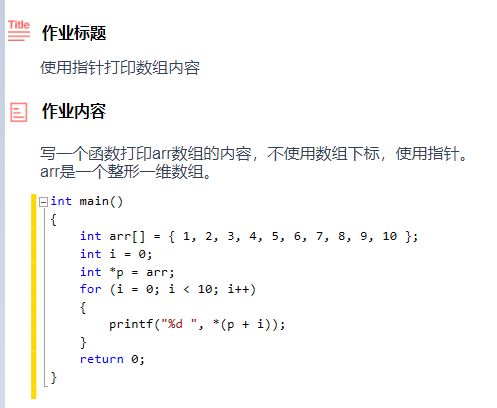 Title 作业标题
使用指针打印数组内容
作业内容
写一个函数打印arr数组的内容，不使用数组下标，使用指针。
arr是一个整形一维数组。
int main()
{
    int arr[] = { 1, 2, 3, 4, 5, 6, 7, 8, 9, 10 };
    int i = 0;
    int *p = arr;
    for (i = 0; i < 10; i++)
    {
        printf("%d ", *(p + i));
    }
    return 0;
}